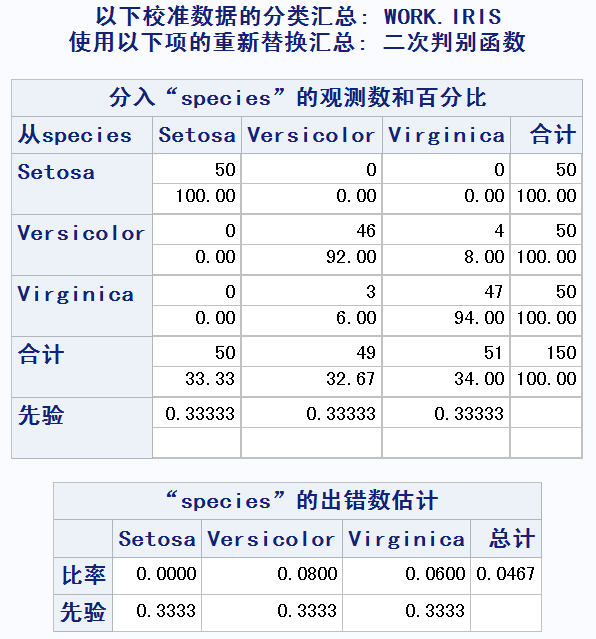 以下校准数据的分类汇总: WORK.IRIS
使用以下项的重新替换汇总: 二次判别函数
分入“species”的观测数和百分比
从species Setosa Versicolor Virginica 合计
Setosa 50 0 0 50
100.00 0.00 0.00 100.00
Versicolor 0 46 4 50
0.00 92.00 8.00 100.00
Virginica 0 3 47 50
0.00 6.00 94.00 100.00
合计 50 49 51 150
33.33 32.67 34.00 100.00
先验 0.33333 0.33333 0.33333
“species”的出错数估计
Setosa Versicolor Virginica 总计
比率 0.0000 0.0800 0.0600 0.0467
先验 0.3333 0.3333 0.3333